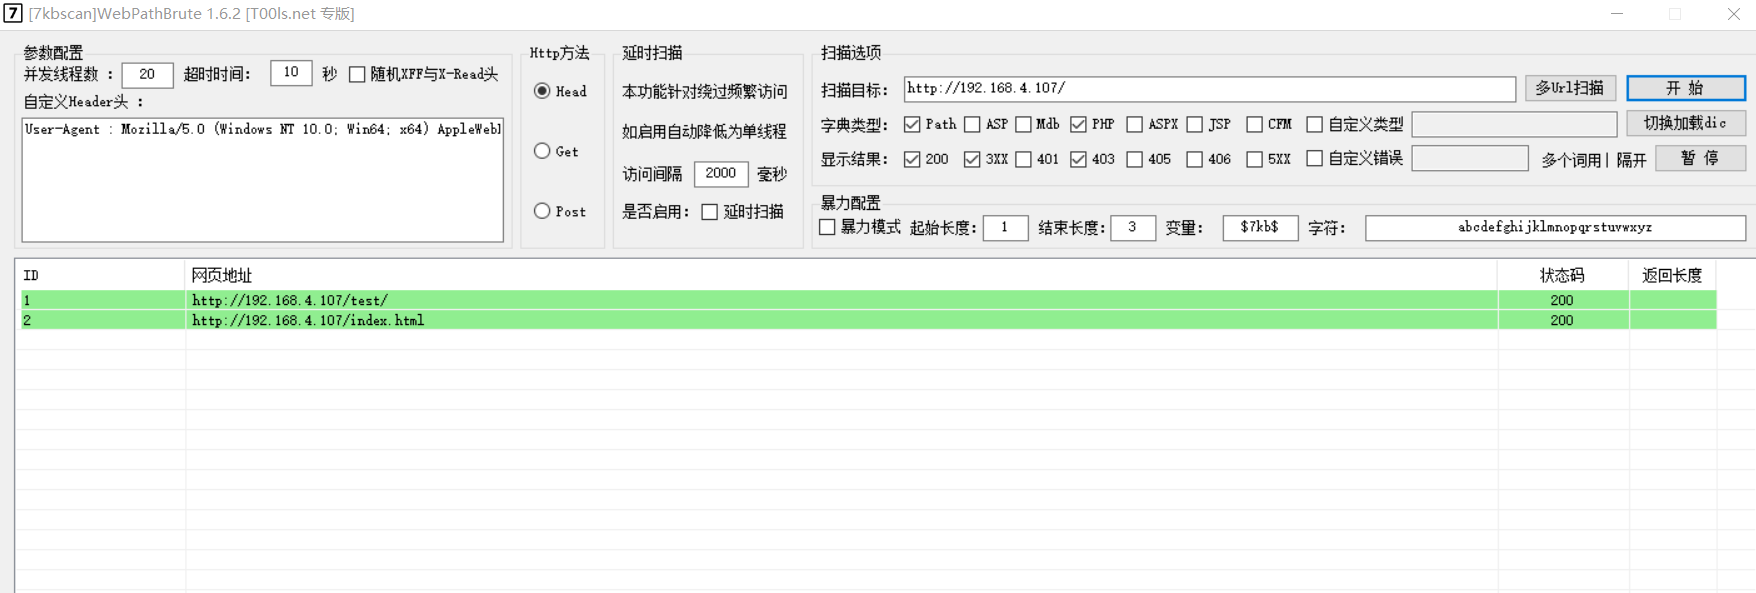 7 [7kbscan]WebPathBrute 1.6.2 [T00ls.net 专版]
参数配置
并发线程数 ： 20 超时时间： 10 秒 随机XFF与X-Read头
自定义Header头 ：
User-Agent : Mozilla/5.0 (Windows NT 10.0; Win64; x64) AppleWebl
Http方法
Head
Get
Post
延时扫描
本功能针对绕过频繁访问
如启用自动降低为单线程
访问间隔 2000 毫秒
是否启用： 延时扫描
扫描选项
扫描目标： http://192.168.4.107/ 多Url扫描 开 始
字典类型： Path ASP Mdb PHP ASPX JSP CFM 自定义类型 切换加载dic
显示结果： 200 3XX 401 403 405 406 5XX 自定义错误 多个词用| 隔开 暂 停
暴力配置
暴力模式 起始长度： 1 结束长度： 3 变量： $7kb$ 字符： abcdefghijklmnopqrstuvwxyz
ID 网页地址 状态码 返回长度
1 http://192.168.4.107/test/ 200
2 http://192.168.4.107/index.html 200